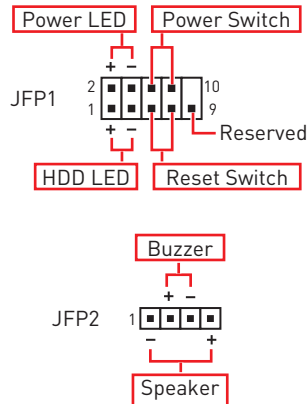 Power LED Power Switch
+ −
2 10
JFP1
1 9
+ −
Reserved
HDD LED Reset Switch
Buzzer
+ −
JFP2 1
− +
Speaker